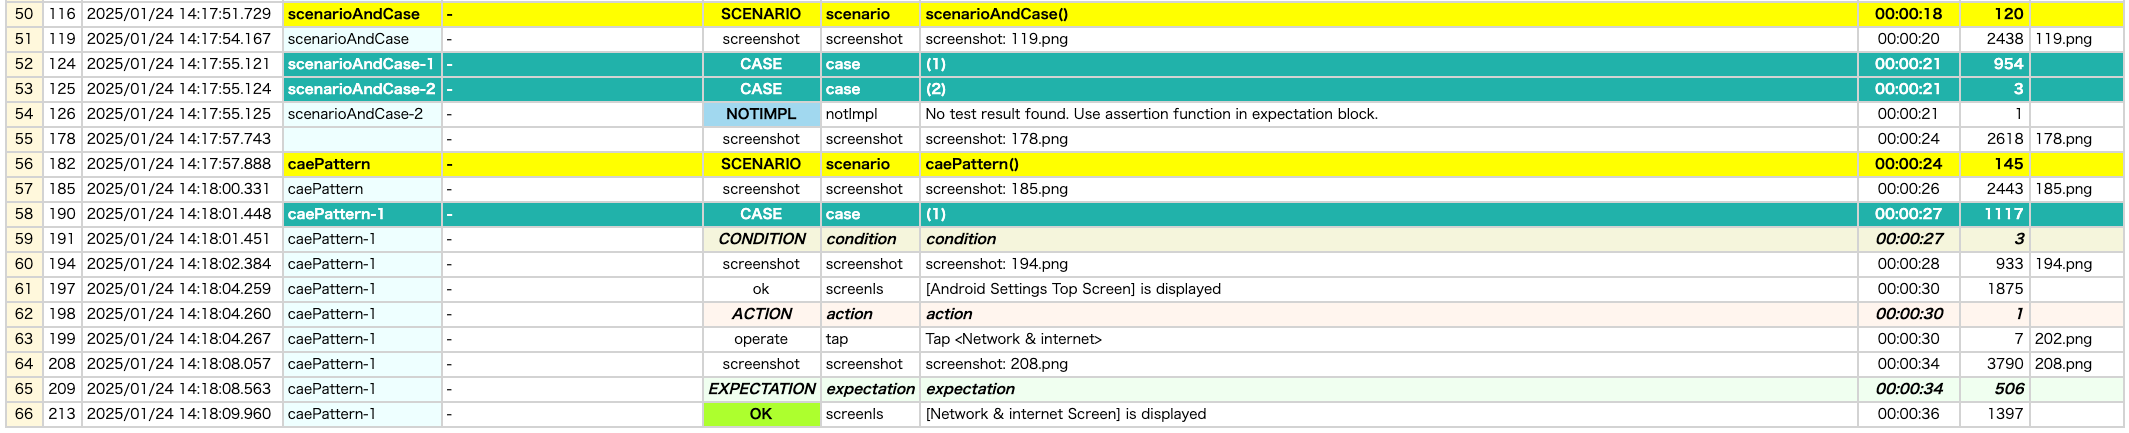 50 116 2025/01/24 14:17:51.729 scenarioAndCase - SCENARIO scenario scenarioAndCase() 00:00:18 120
51 119 2025/01/24 14:17:54.167 scenarioAndCase - screenshot screenshot screenshot: 119.png 00:00:20 2438 119.png
52 124 2025/01/24 14:17:55.121 scenarioAndCase-1 - CASE case (1) 00:00:21 954
53 125 2025/01/24 14:17:55.124 scenarioAndCase-2 - CASE case (2) 00:00:21 3
54 126 2025/01/24 14:17:55.125 scenarioAndCase-2 - NOTIMPL notImpl No test result found. Use assertion function in expectation block. 00:00:21 1
55 178 2025/01/24 14:17:57.743 - screenshot screenshot screenshot: 178.png 00:00:24 2618 178.png
56 182 2025/01/24 14:17:57.888 caePattern - SCENARIO scenario caePattern() 00:00:24 145
57 185 2025/01/24 14:18:00.331 caePattern - screenshot screenshot screenshot: 185.png 00:00:26 2443 185.png
58 190 2025/01/24 14:18:01.448 caePattern-1 - CASE case (1) 00:00:27 1117
59 191 2025/01/24 14:18:01.451 caePattern-1 - CONDITION condition condition 00:00:27 3
60 194 2025/01/24 14:18:02.384 caePattern-1 - screenshot screenshot screenshot: 194.png 00:00:28 933 194.png
61 197 2025/01/24 14:18:04.259 caePattern-1 - ok screenIs [Android Settings Top Screen] is displayed 00:00:30 1875
62 198 2025/01/24 14:18:04.260 caePattern-1 - ACTION action action 00:00:30 1
63 199 2025/01/24 14:18:04.267 caePattern-1 - operate tap Tap <Network & internet> 00:00:30 7 202.png
64 208 2025/01/24 14:18:08.057 caePattern-1 - screenshot screenshot screenshot: 208.png 00:00:34 3790 208.png
65 209 2025/01/24 14:18:08.563 caePattern-1 - EXPECTATION expectation expectation 00:00:34 506
66 213 2025/01/24 14:18:09.960 caePattern-1 - OK screenIs [Network & internet Screen] is displayed 00:00:36 1397